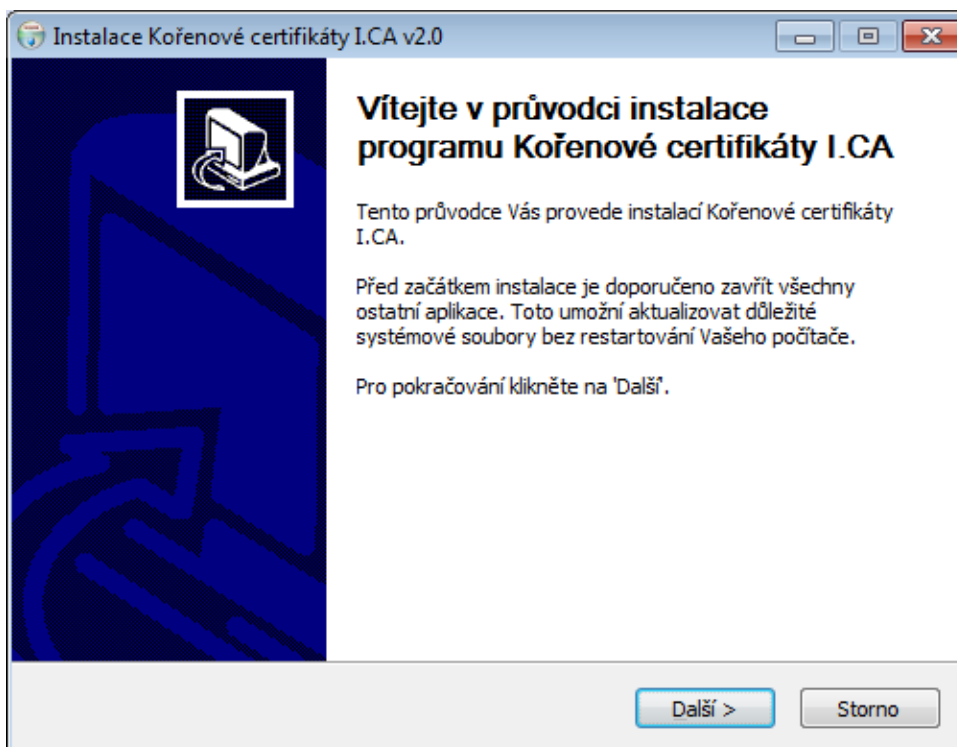 Instalace Kořenové certifikáty I.CA v2.0
Vítejte v průvodci instalace
programu Kořenové certifikáty I.CA
Tento průvodce Vás provede instalací Kořenové certifikáty
I.CA.
Před začátkem instalace je doporučeno zavřít všechny
ostatní aplikace. Toto umožní aktualizovat důležité
systémové soubory bez restartování Vašeho počítače.
Pro pokračování klikněte na 'Další'.
Další >
Storno